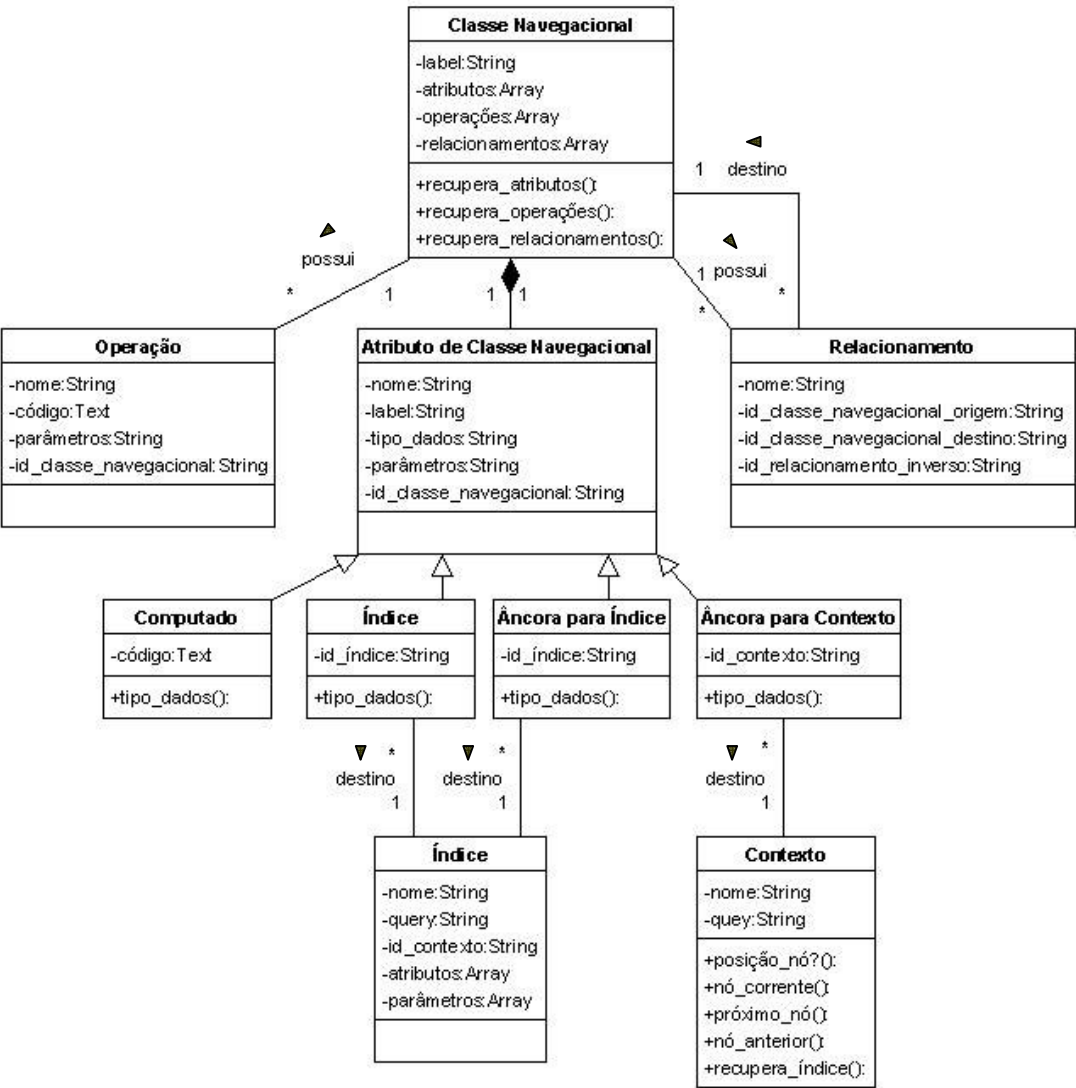 Classe Navegacional
-label:String
-atributos:Array
-operações:Array
-relacionamentos:Array
+recupera_atributos():
+recupera_operações():
+recupera_relacionamentos():
1 destino
possui
* 1
1 1
1 possui
* *
Operação
-nome:String
-código:Text
-parâmetros:String
-id_classe_navegacional:String
Atributo de Classe Navegacional
-nome:String
-label:String
-tipo_dados:String
-parâmetros:String
-id_classe_navegacional:String
Relacionamento
-nome:String
-id_classe_navegacional_origem:String
-id_classe_navegacional_destino:String
-id_relacionamento_inverso:String
Computado
-código:Text
+tipo_dados():
Índice
-id_índice:String
+tipo_dados():
Âncora para Índice
-id_índice:String
+tipo_dados():
Âncora para Contexto
-id_contexto:String
+tipo_dados():
*
destino
1
*
destino
1
*
destino
1
Índice
-nome:String
-query:String
-id_contexto:String
-atributos:Array
-parâmetros:Array
Contexto
-nome:String
-quey:String
+posição_nó?():
+nó_corrente():
+próximo_nó():
+nó_anterior():
+recupera_índice():